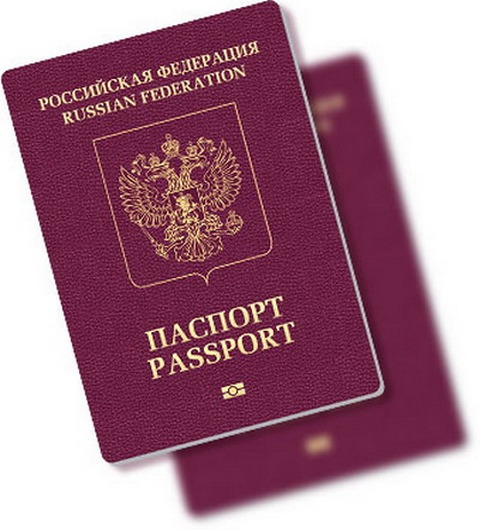 РОССИЙСКАЯ ФЕДЕРАЦИЯ
RUSSIAN FEDERATION
ПАСПОРТ
PASSPORT